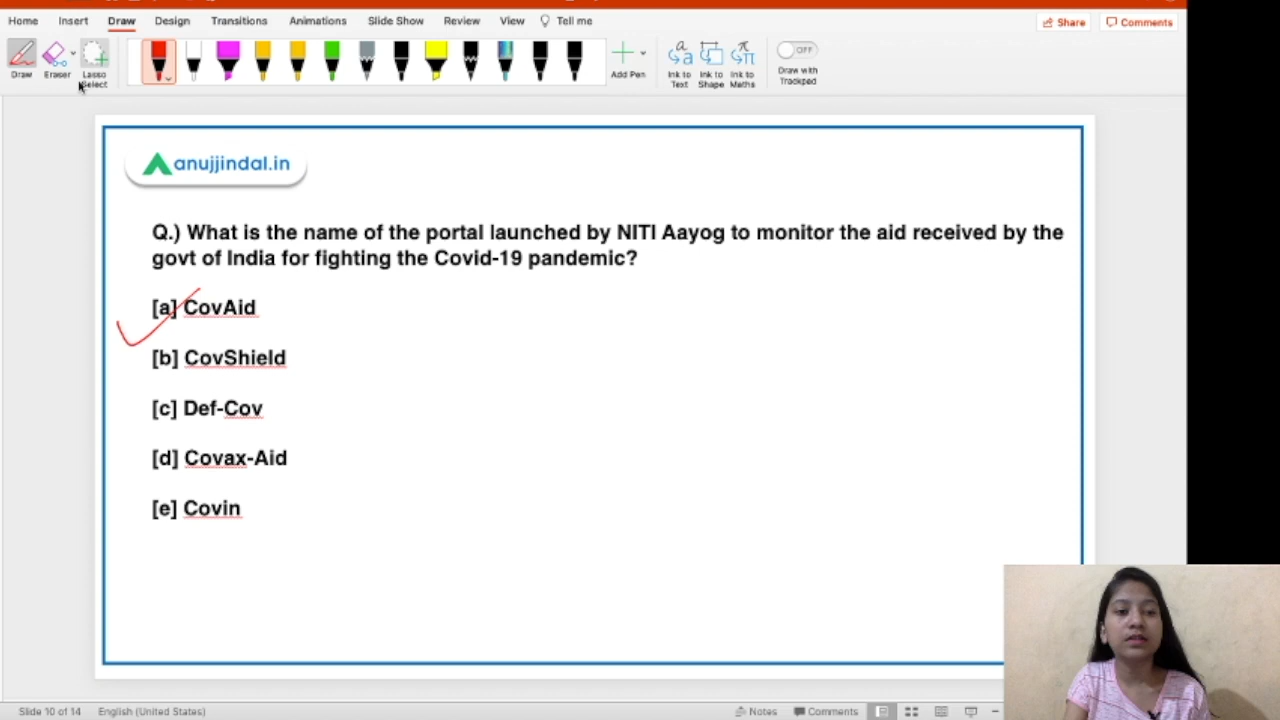 Home Insert Draw Design Transitions Animations Slide Show Review View Tell me Share Comments
Draw Eraser Lasso Select Add Pen Ink to Text Ink to Shape Ink to Maths OFF Draw with Trackpad
anujjindal.in
Q.) What is the name of the portal launched by NITI Aayog to monitor the aid received by the
govt of India for fighting the Covid-19 pandemic?
[a] CovAid
[b] CovShield
[c] Def-Cov
[d] Covax-Aid
[e] Covin
Slide 10 of 14 English (United States) Notes Comments